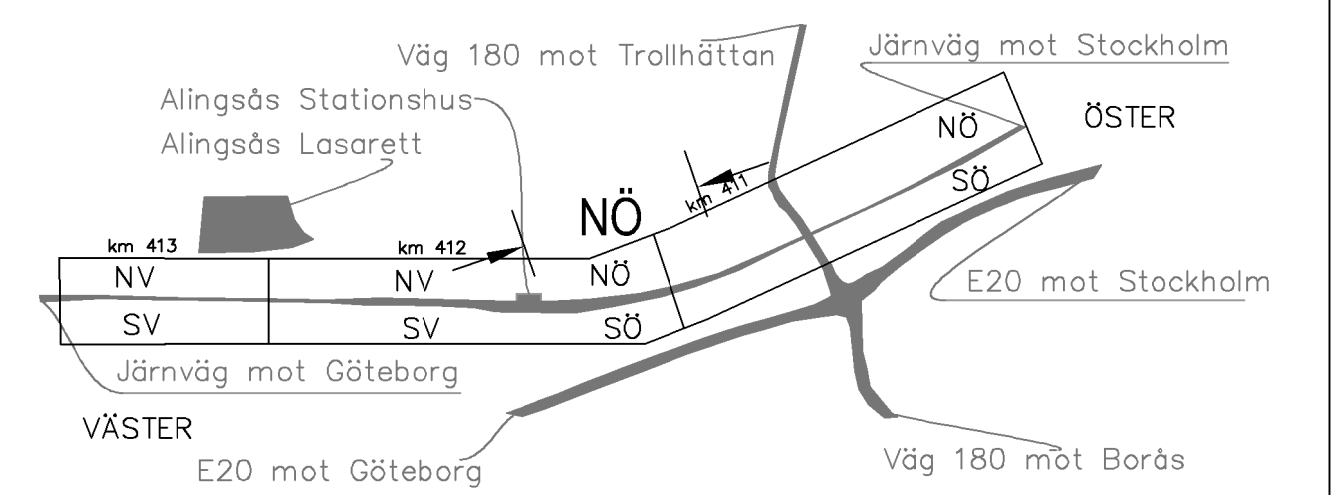 Väg 180 mot Trollhättan
Järnväg mot Stockholm
Alingsås Stationshus
Alingsås Lasarett
NÖ
ÖSTER
SÖ
km 411
NÖ
km 413
km 412
NV
NV
NÖ
SV
SV
SÖ
E20 mot Stockholm
Järnväg mot Göteborg
VÄSTER
E20 mot Göteborg
Väg 180 mot Borås